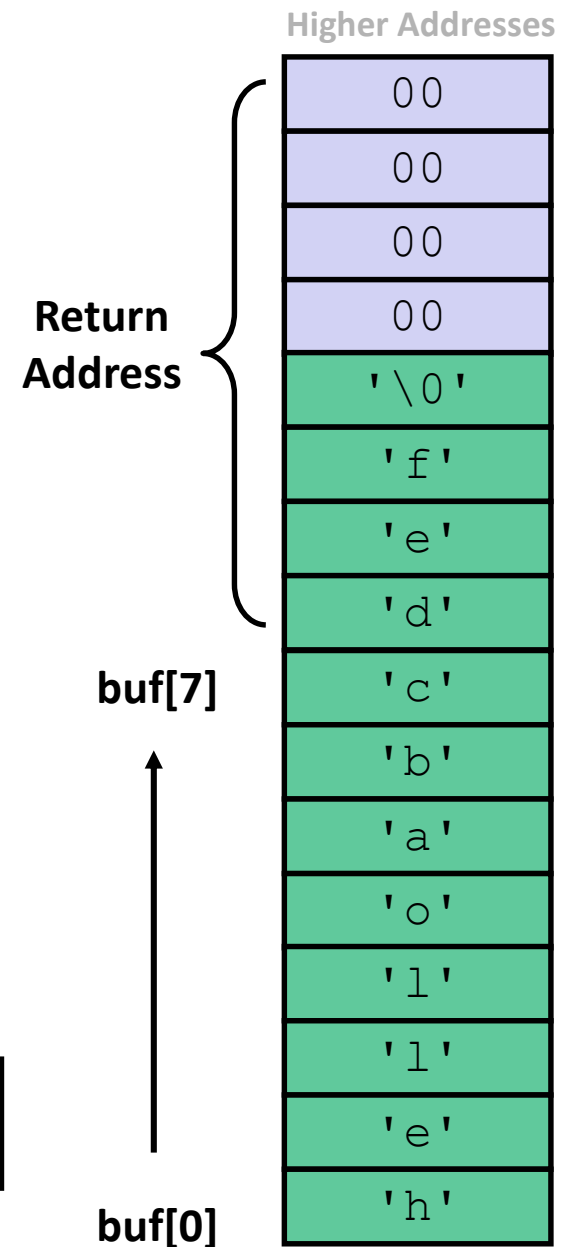 Higher Addresses
00
00
00
00
Return
Address
'\0'
'f'
'e'
'd'
buf[7]
'c'
'b'
'a'
'o'
'l'
'l'
'e'
buf[0]
'h'